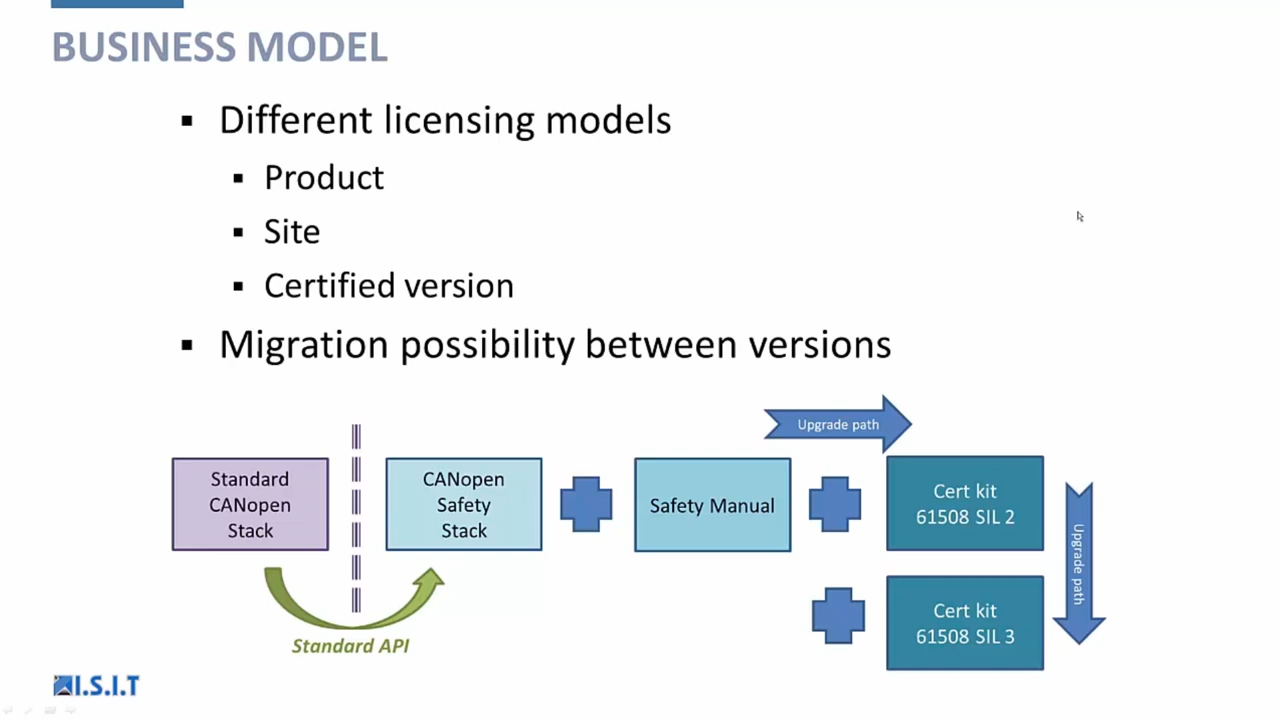 BUSINESS MODEL
Different licensing models
Product
Site
Certified version
Migration possibility between versions
Upgrade path
Standard
CANopen
Stack
CANopen
Safety
Stack
Safety Manual
Cert kit
61508 SIL 2
Upgrade path
Cert kit
61508 SIL 3
Standard API
I.S.I.T